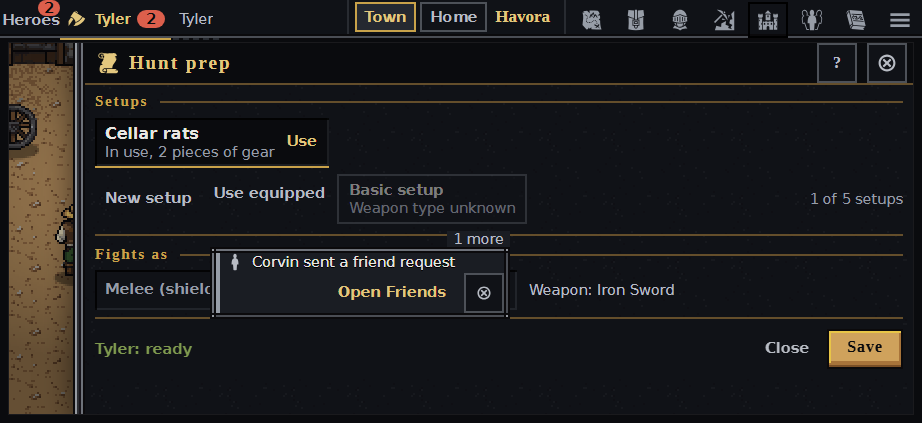 Heroes 2 Tyler 2 Tyler Town Home Havora
Hunt prep ?
Setups
Cellar rats
In use, 2 pieces of gear Use
New setup Use equipped Basic setup
Weapon type unknown
1 of 5 setups
1 more
Fights as
Corvin sent a friend request
Melee (shield
Weapon: Iron Sword
Open Friends
Tyler: ready
Close Save